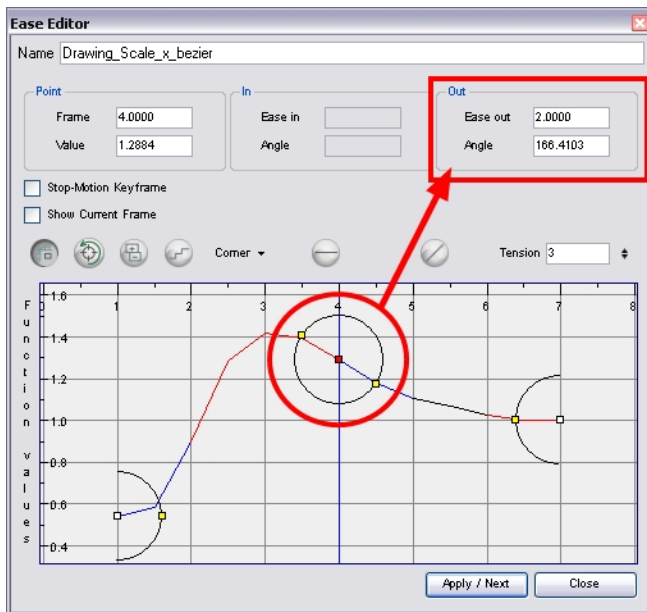 Ease Editor
Name Drawing_Scale_x_bezier
Point
Frame 4.0000
Value 1.2884
In
Ease in
Angle
Out
Ease out 2.0000
Angle 166.4103
Stop-Motion Keyframe
Show Current Frame
Corner
Tension 3
Function values
1.6
1.4
1.2
1.0
0.8
0.6
0.4
1 2 3 4 5 6 7 8
Apply / Next
Close